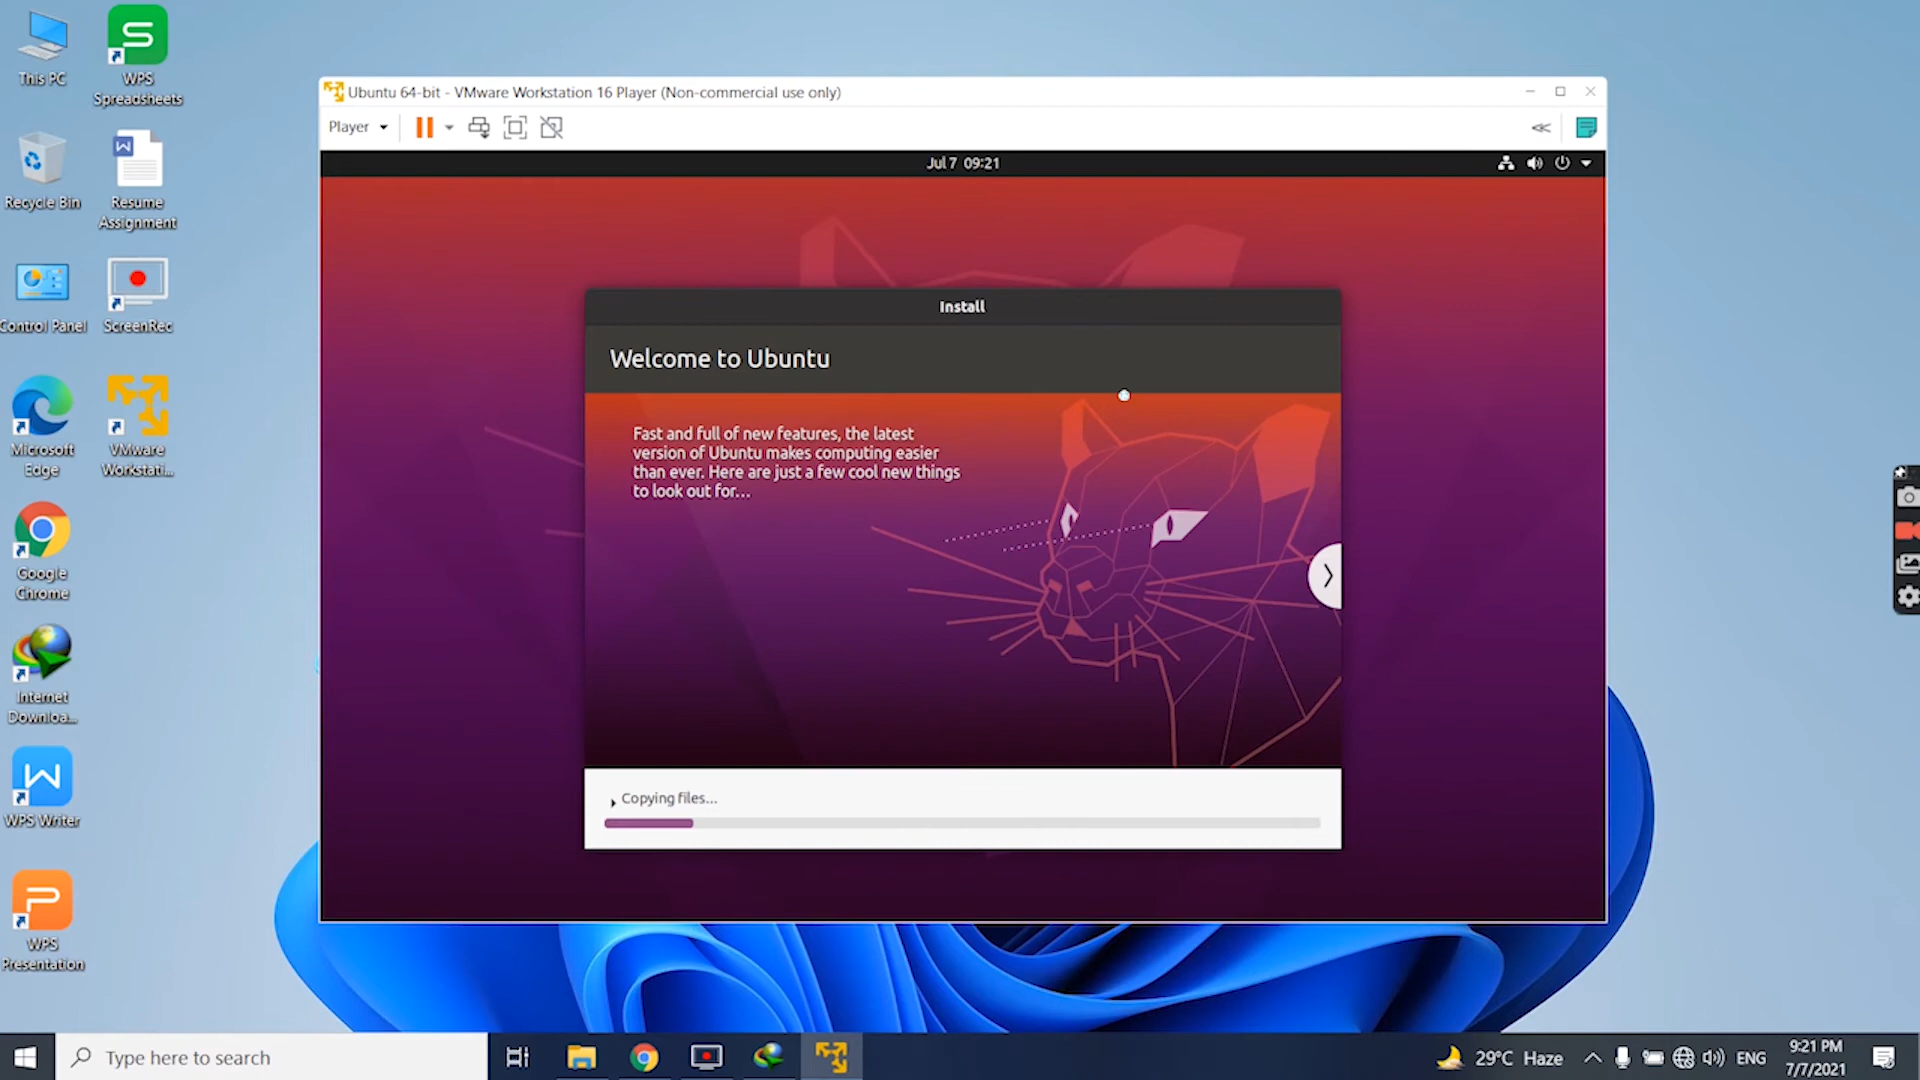 This PC
WPS
Spreadsheets
Recycle Bin
Resume
Assignment
Control Panel
ScreenRec
Microsoft
Edge
VMware
Workstati...
Google
Chrome
Internet
Downloa...
WPS Writer
WPS
Presentation
Ubuntu 64-bit - VMware Workstation 16 Player (Non-commercial use only)
Player
Jul 7 09:21
Install
Welcome to Ubuntu
Fast and full of new features, the latest
version of Ubuntu makes computing easier
than ever. Here are just a few cool new things
to look out for...
Copying files...
Type here to search
29°C Haze
ENG
9:21 PM
7/7/2021